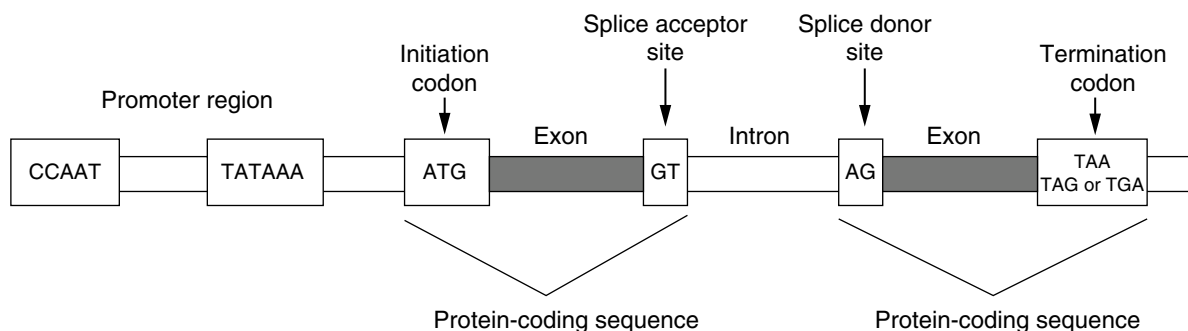 Splice acceptor
site
Splice donor
site
Initiation
codon
Termination
codon
Promoter region
Exon
Intron
Exon
CCAAT
TATAAA
ATG
GT
AG
TAA
TAG or TGA
Protein-coding sequence
Protein-coding sequence